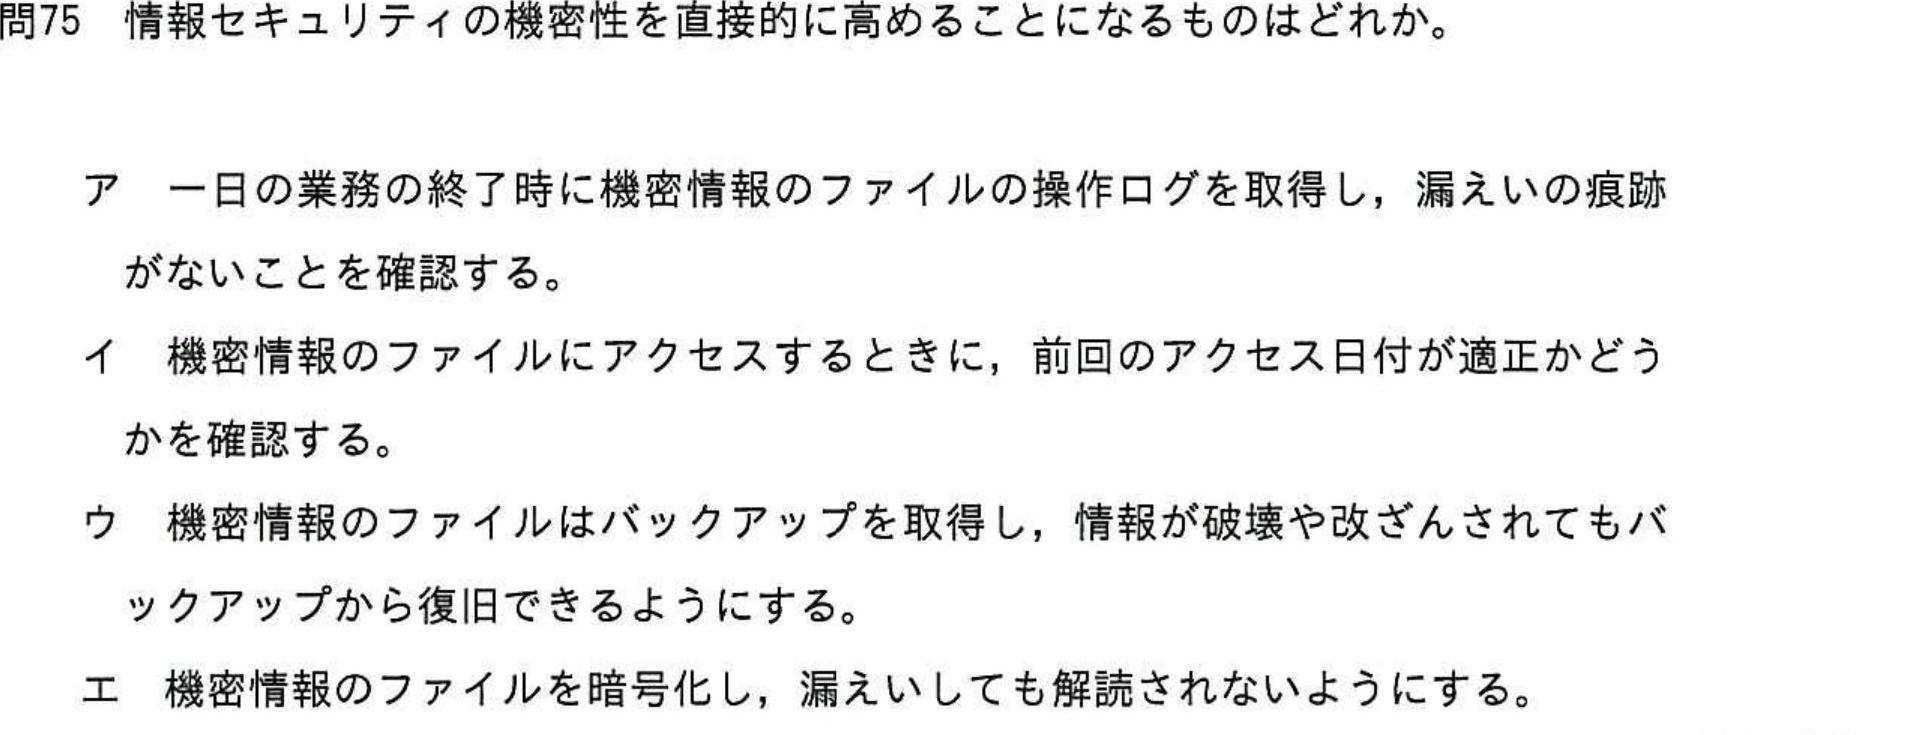 問75　情報セキュリティの機密性を直接的に高めることになるものはどれか。
ア　一日の業務の終了時に機密情報のファイルの操作ログを取得し，漏えいの痕跡
がないことを確認する。
イ　機密情報のファイルにアクセスするときに，前回のアクセス日付が適正かどう
かを確認する。
ウ　機密情報のファイルはバックアップを取得し，情報が破壊や改ざんされてもバ
ックアップから復旧できるようにする。
エ　機密情報のファイルを暗号化し，漏えいしても解読されないようにする。